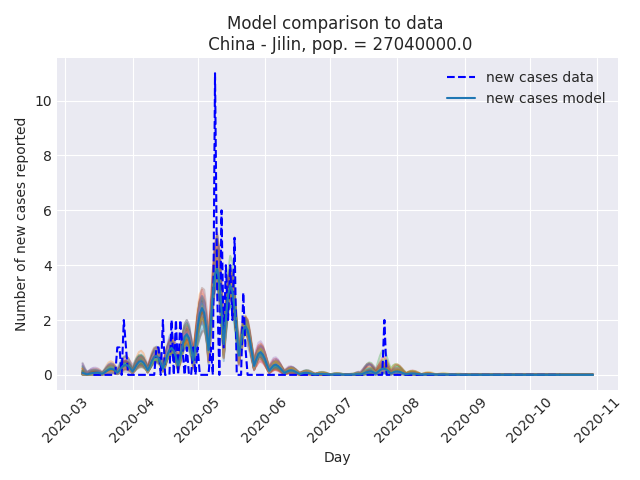 Model comparison to data
China - Jilin, pop. = 27040000.0
new cases data
new cases model
Number of new cases reported
10
8
6
4
2
0
2020-03
2020-04
2020-05
2020-06
2020-07
2020-08
2020-09
2020-10
2020-11
Day